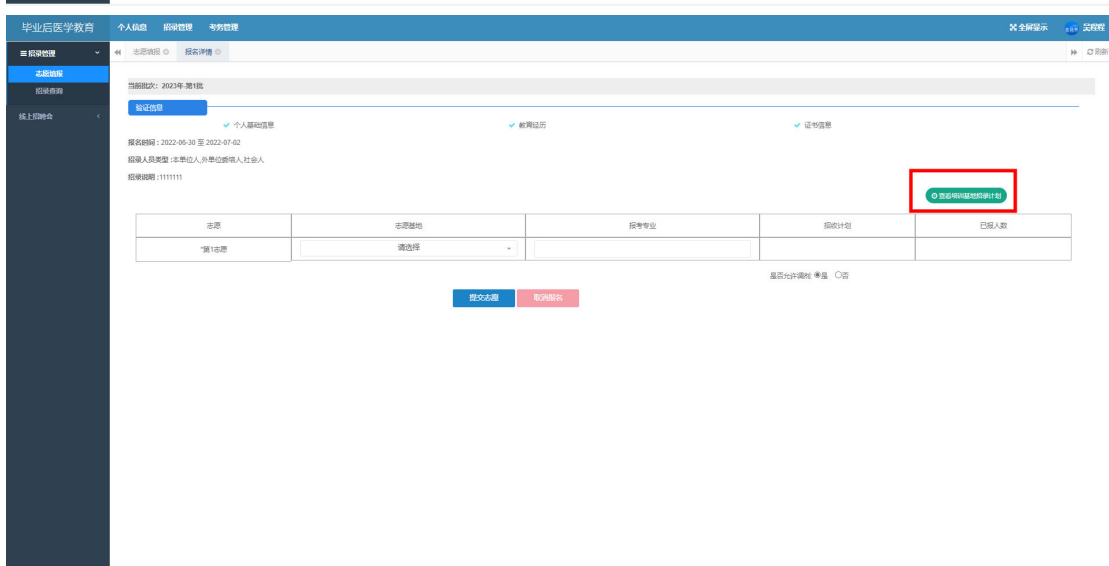 毕业后医学教育 个人信息 招录管理 考务管理 全屏显示 吴程程
招录管理 志愿填报 报名详情 刷新
志愿填报
招录查询
线上招聘会
当前批次：2023年-第1批
验证信息
个人基础信息 教育经历 证书信息
报名时间：2022-06-30 至 2022-07-02
招录人员类型 :本单位人,外单位委培人,社会人
招录说明 :1111111
查看培训基地招录计划
志愿 志愿基地 报考专业 招收计划 已报人数
*第1志愿 请选择
是否允许调剂 是 否
提交志愿 取消报名